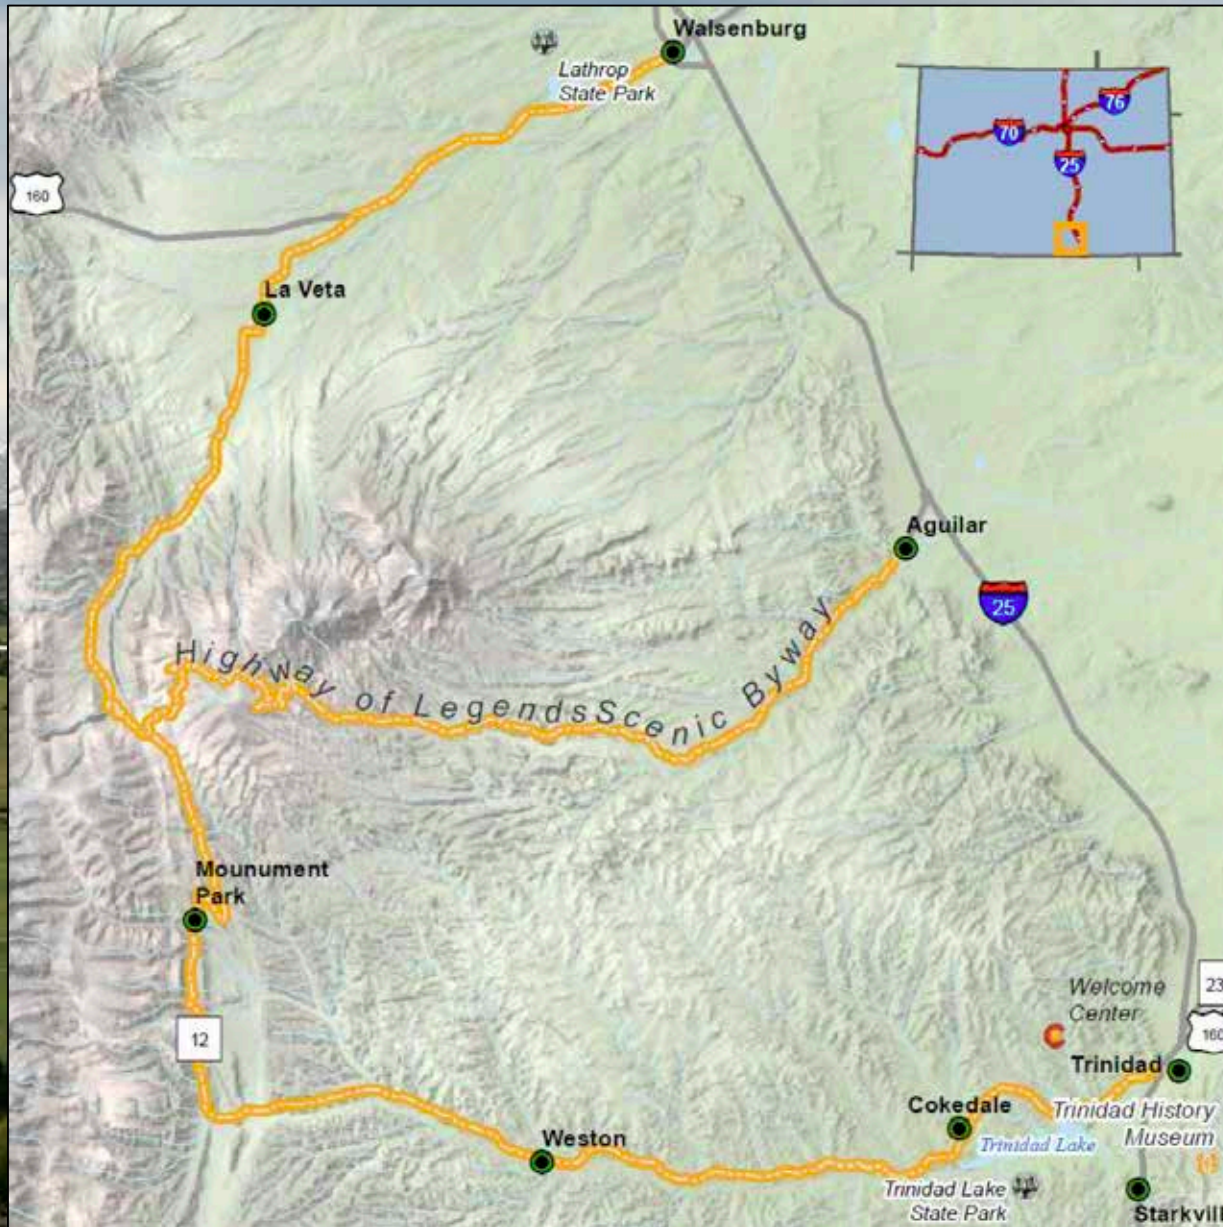 Walsenburg
Lathrop
State Park
76
70
25
160
La Veta
Aguilar
25
Highway of Legends Scenic Byway
Mounument
Park
12
Welcome
Center
23
160
Trinidad
Cokedale
Trinidad History
Museum
Weston
Trinidad Lake
Trinidad Lake
State Park
Starkvill